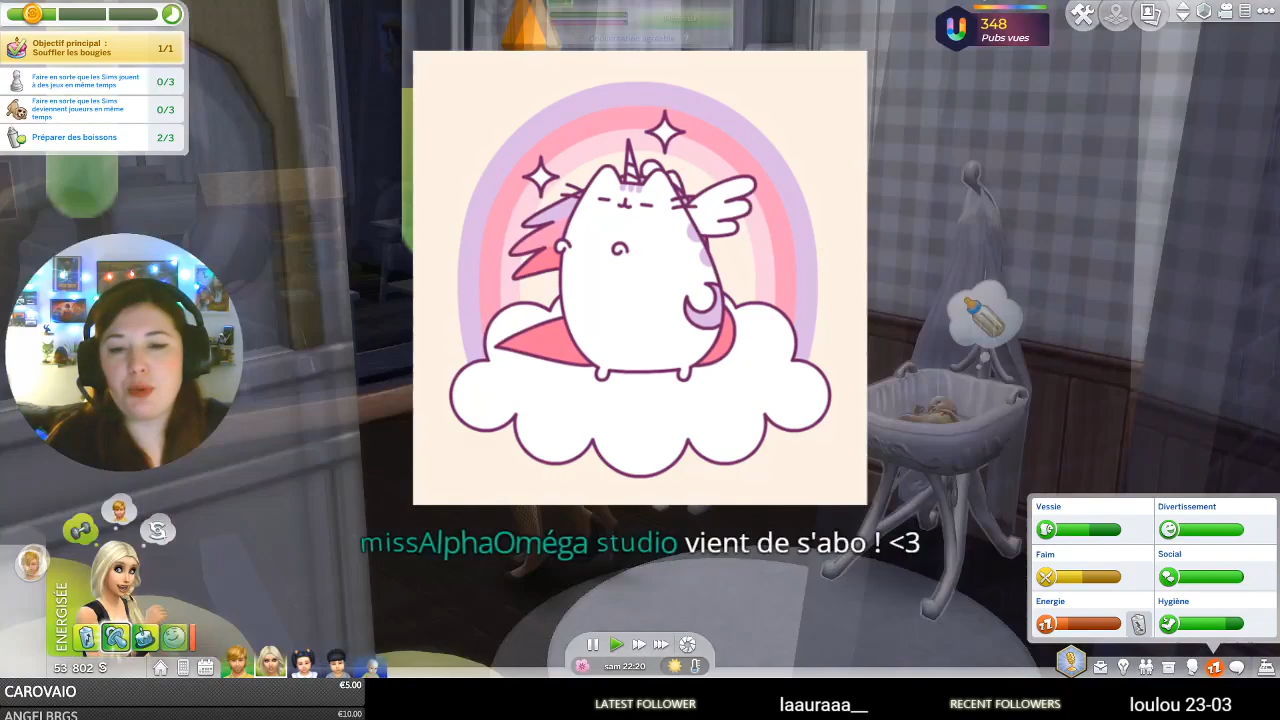 Objectif principal :
Souffler les bougies
1/1
Faire en sorte que les Sims jouent
à des jeux en même temps
0/3
Faire en sorte que les Sims
deviennent joueurs en même
temps
0/3
Préparer des boissons
2/3
348
Pubs vues
missAlphaOméga studio vient de s'abo ! <3
ÉNERGISÉE
53 802 §
sam 22:20
Vessie
Divertissement
Faim
Social
Energie
Hygiène
CAROVAIO
€5.00
ANGELBBGS
€10.00
LATEST FOLLOWER
laauraaa__
RECENT FOLLOWERS
loulou 23-03